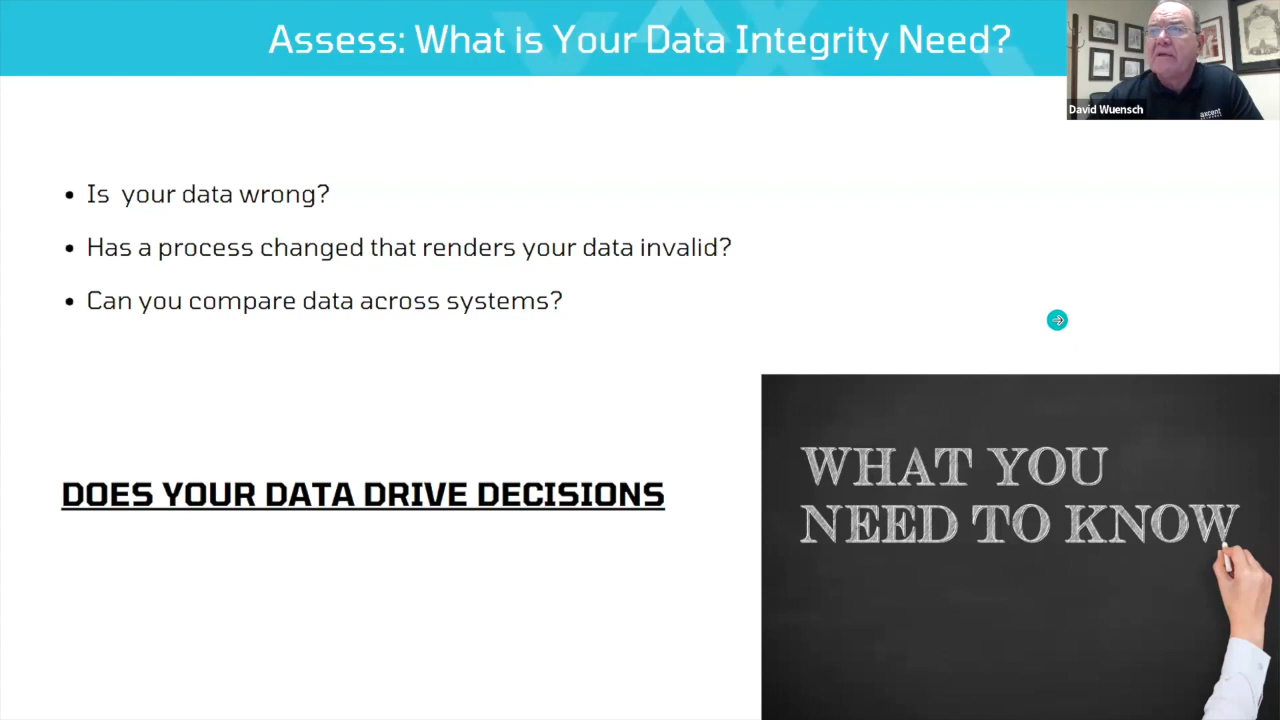 Assess: What is Your Data Integrity Need?
David Wuensch
axcent
• Is  your data wrong?
• Has a process changed that renders your data invalid?
• Can you compare data across systems?
DOES YOUR DATA DRIVE DECISIONS
WHAT YOU
NEED TO KNOW